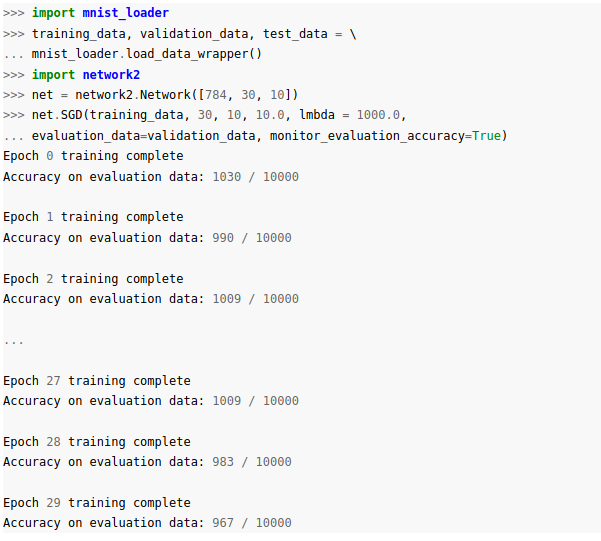 >>> import mnist_loader
>>> training_data, validation_data, test_data = \
... mnist_loader.load_data_wrapper()
>>> import network2
>>> net = network2.Network([784, 30, 10])
>>> net.SGD(training_data, 30, 10, 10.0, lmbda = 1000.0,
... evaluation_data=validation_data, monitor_evaluation_accuracy=True)
Epoch 0 training complete
Accuracy on evaluation data: 1030 / 10000
Epoch 1 training complete
Accuracy on evaluation data: 990 / 10000
Epoch 2 training complete
Accuracy on evaluation data: 1009 / 10000
...
Epoch 27 training complete
Accuracy on evaluation data: 1009 / 10000
Epoch 28 training complete
Accuracy on evaluation data: 983 / 10000
Epoch 29 training complete
Accuracy on evaluation data: 967 / 10000